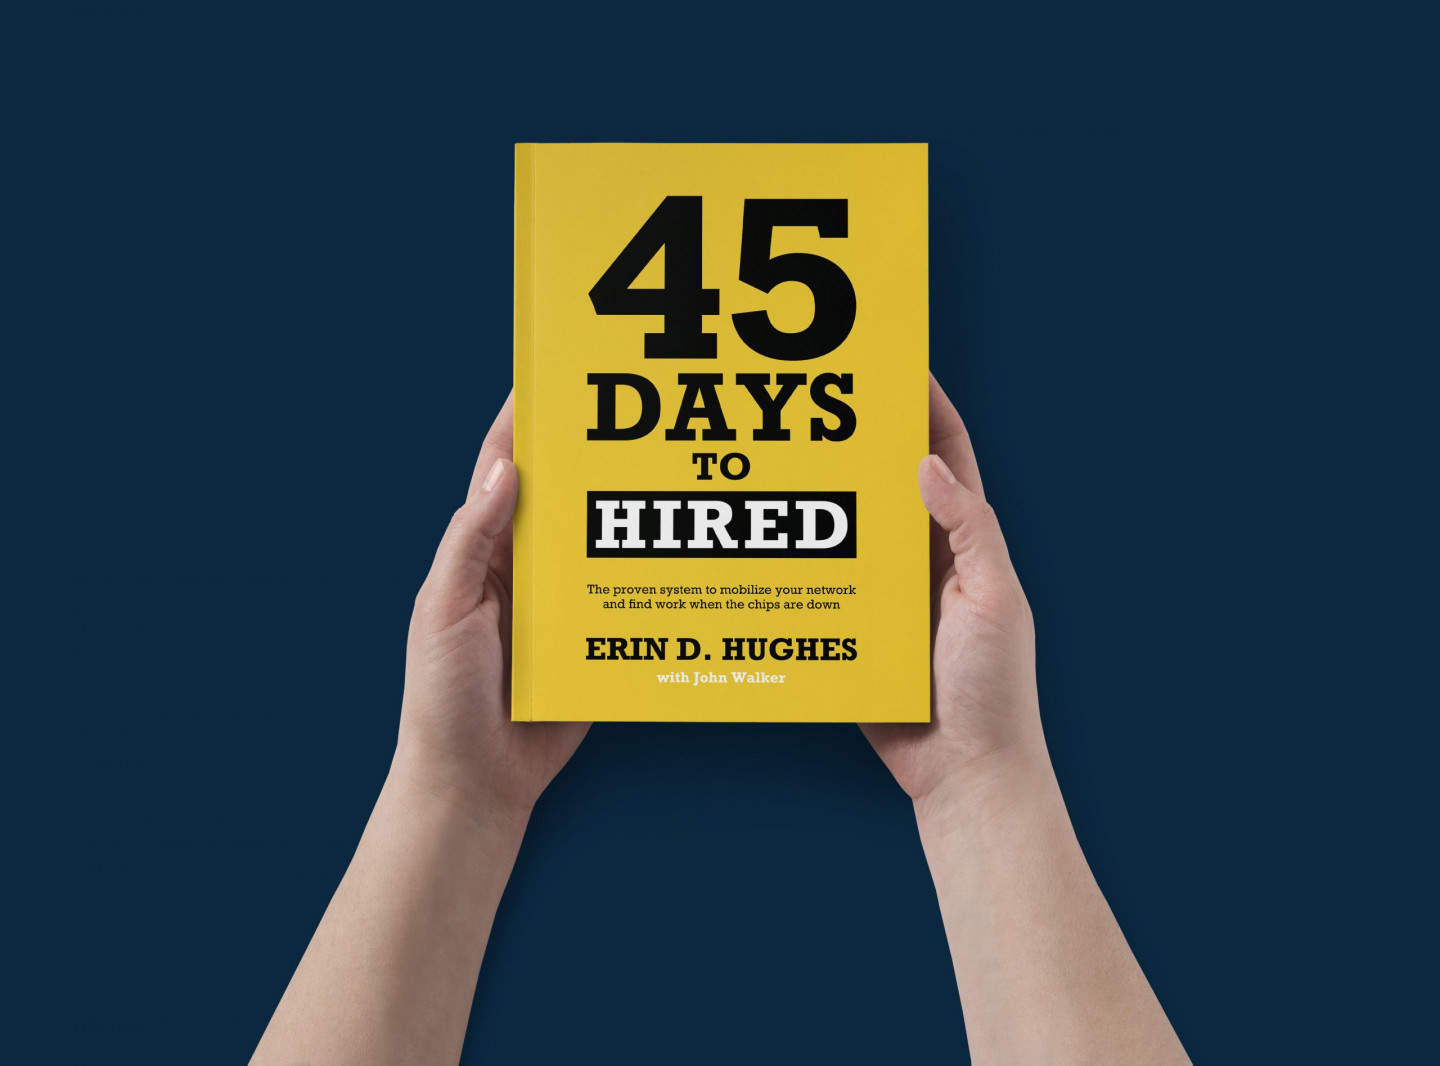 45
DAYS
TO
HIRED
The proven system to mobilize your network
and find work when the chips are down
ERIN D. HUGHES
with John Walker